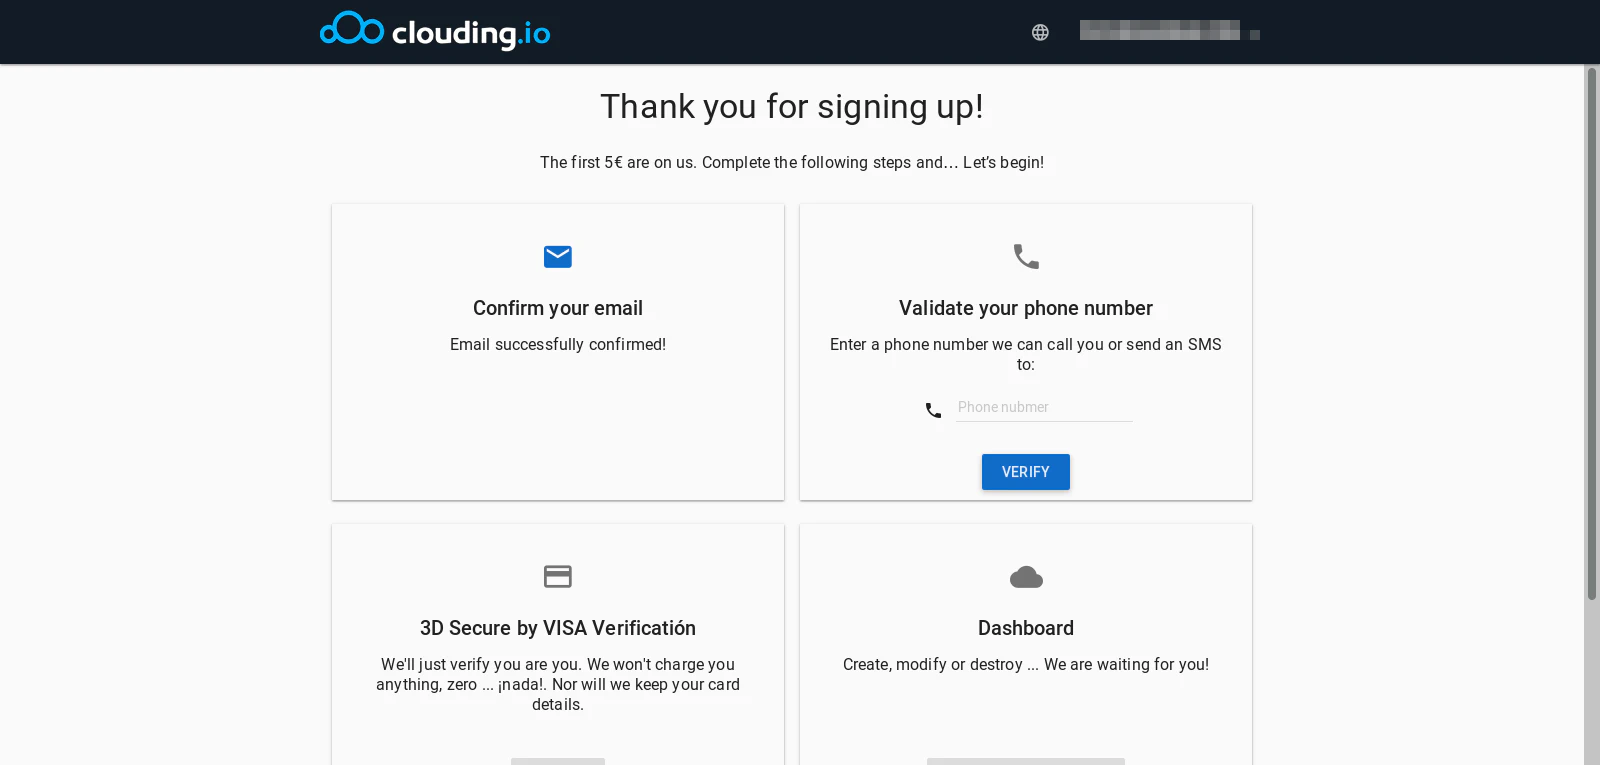 clouding.io
Thank you for signing up!
The first 5€ are on us. Complete the following steps and... Let's begin!
Confirm your email
Email successfully confirmed!
Validate your phone number
Enter a phone number we can call you or send an SMS
to:
Phone nubmer
VERIFY
3D Secure by VISA Verificatión
We'll just verify you are you. We won't charge you
anything, zero ... ¡nada!. Nor will we keep your card
details.
Dashboard
Create, modify or destroy ... We are waiting for you!